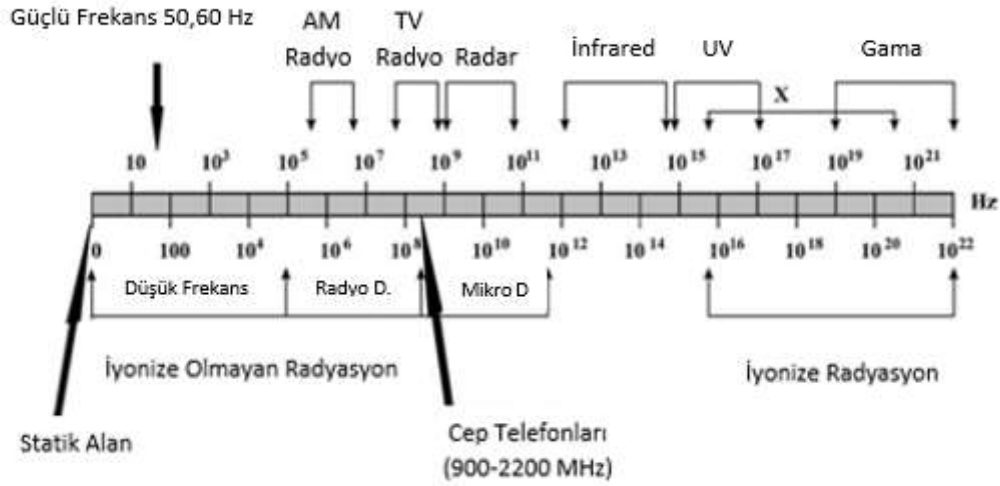 Güçlü Frekans 50,60 Hz
AM
Radyo
TV
Radyo
Radar
İnfrared
UV
Gama
X
10 10³ 10⁵ 10⁷ 10⁹ 10¹¹ 10¹³ 10¹⁵ 10¹⁷ 10¹⁹ 10²¹
Hz
0 100 10⁴ 10⁶ 10⁸ 10¹⁰ 10¹² 10¹⁴ 10¹⁶ 10¹⁸ 10²⁰ 10²²
Düşük Frekans Radyo D. Mikro D
İyonize Olmayan Radyasyon
İyonize Radyasyon
Statik Alan
Cep Telefonları
(900-2200 MHz)